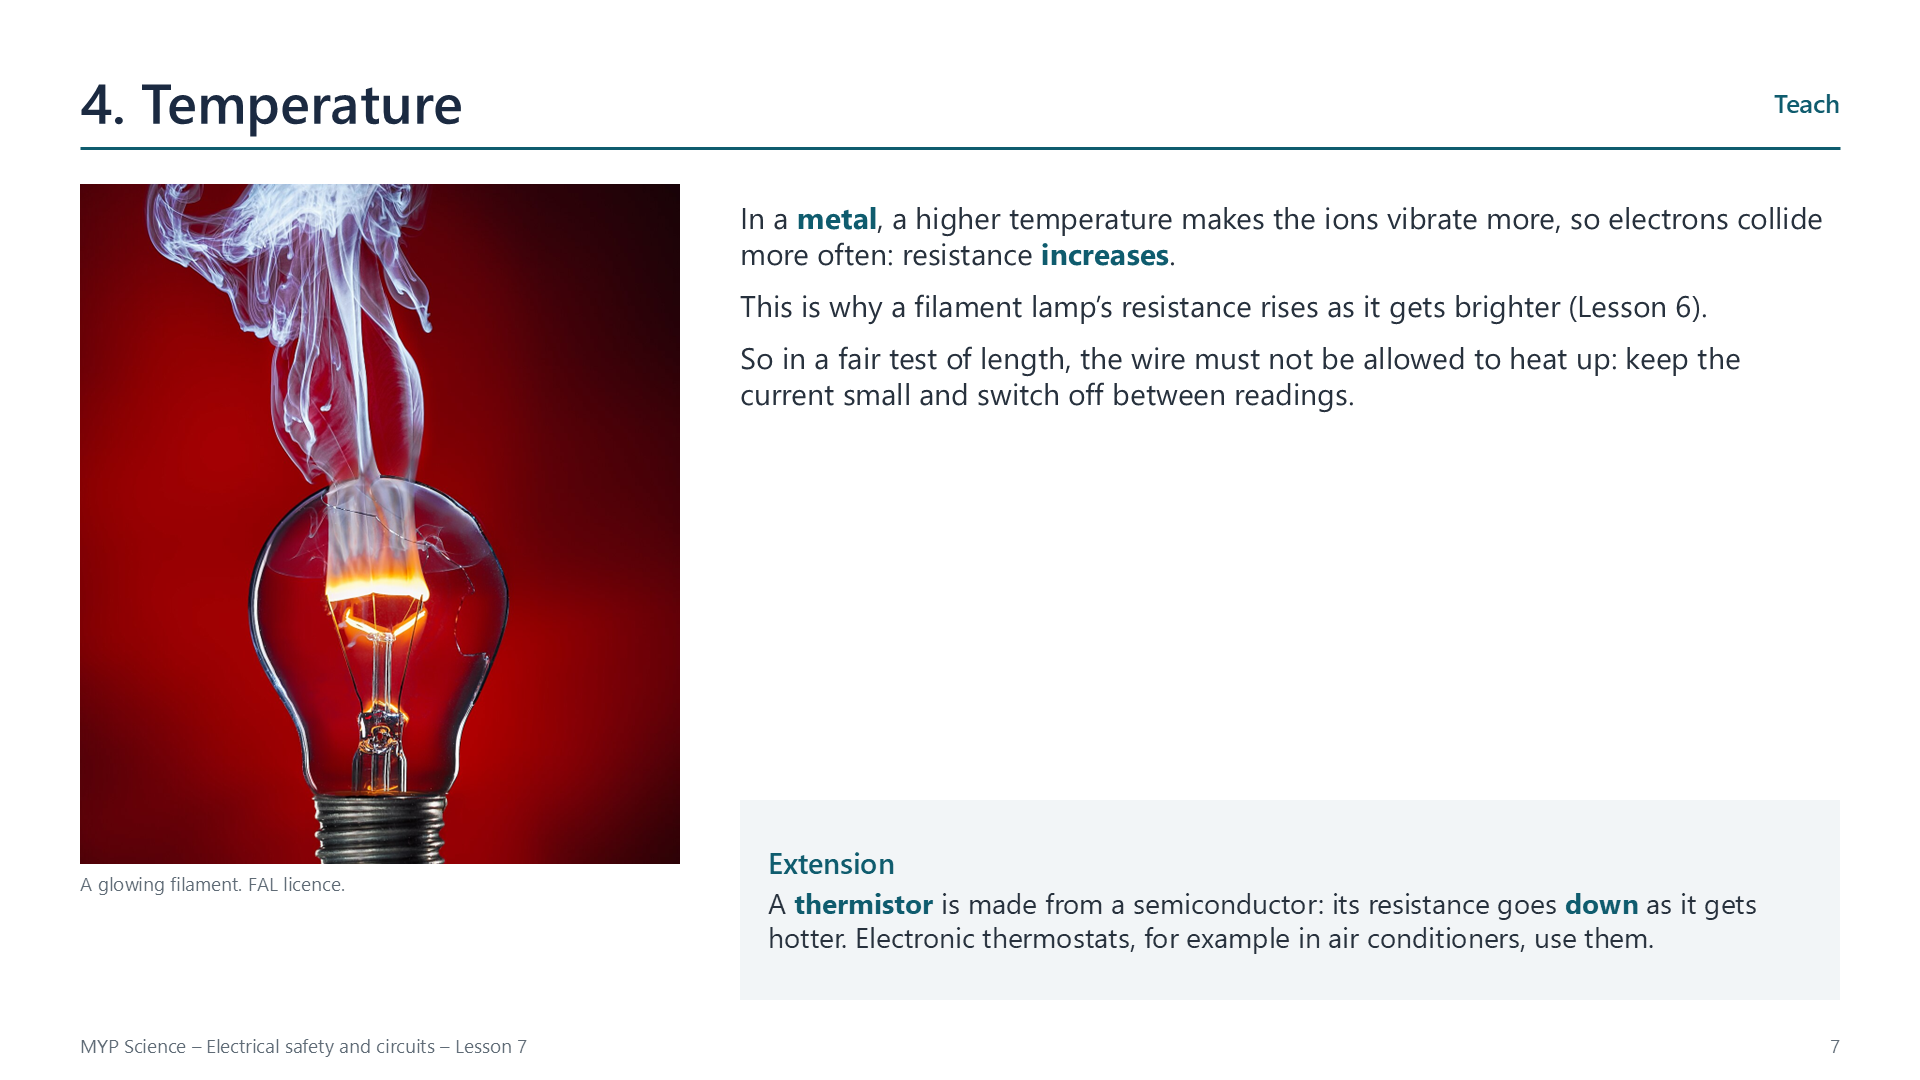 4. Temperature
Teach
In a metal, a higher temperature makes the ions vibrate more, so electrons collide
more often: resistance increases.
This is why a filament lamp’s resistance rises as it gets brighter (Lesson 6).
So in a fair test of length, the wire must not be allowed to heat up: keep the
current small and switch off between readings.
A glowing filament. FAL licence.
Extension
A thermistor is made from a semiconductor: its resistance goes down as it gets
hotter. Electronic thermostats, for example in air conditioners, use them.
MYP Science – Electrical safety and circuits – Lesson 7
7